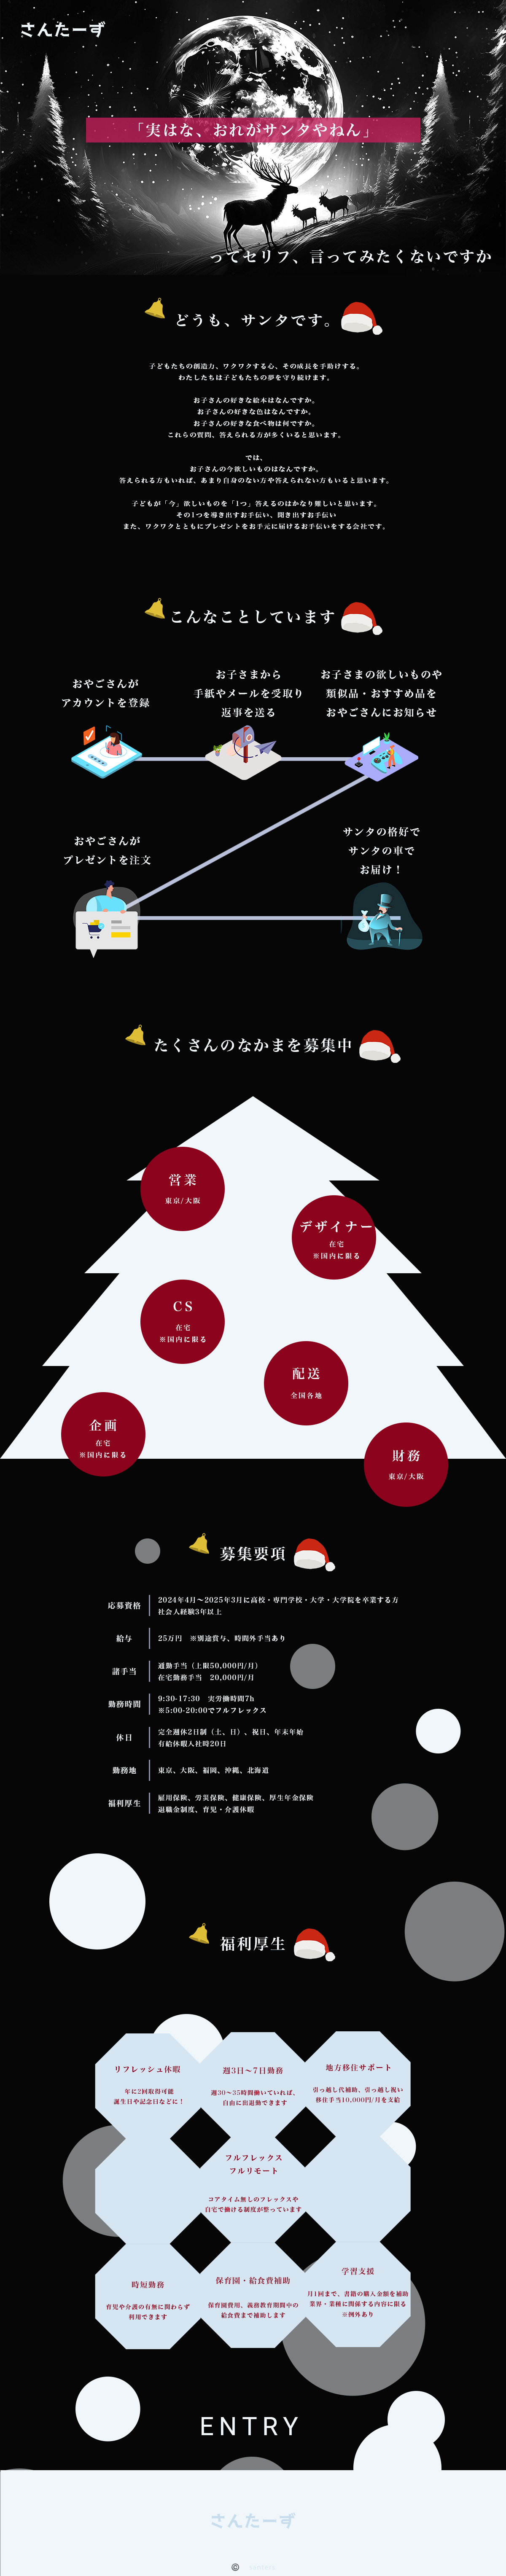 さんたーず
「実はな、おれがサンタやねん」
ってセリフ、言ってみたくないですか
どうも、サンタです。
子どもたちの創造力、ワクワクする心、その成長を手助けする。
わたしたちは子どもたちの夢を守り続けます。
お子さんの好きな絵本はなんですか。
お子さんの好きな色はなんですか。
お子さんの好きな食べ物は何ですか。
これらの質問、答えられる方が多くいると思います。
では、
お子さんの今欲しいものはなんですか。
答えられる方もいれば、あまり自身のない方や答えられない方もいると思います。
子どもが「今」欲しいものを「1つ」答えるのはかなり難しいと思います。
その1つを導き出すお手伝い、聞き出すお手伝い
また、ワクワクとともにプレゼントをお手元に届けるお手伝いをする会社です。
こんなことしています
おやごさんが
アカウントを登録
お子さまから
手紙やメールを受取り
返事を送る
お子さまの欲しいものや
類似品・おすすめ品を
おやごさんにお知らせ
おやごさんが
プレゼントを注文
サンタの格好で
サンタの車で
お届け！
たくさんのなかまを募集中
営業
東京/大阪
デザイナー
在宅
※国内に限る
CS
在宅
※国内に限る
配送
全国各地
企画
在宅
※国内に限る
財務
東京/大阪
募集要項
応募資格
2024年4月～2025年3月に高校・専門学校・大学・大学院を卒業する方
社会人経験3年以上
給与
25万円　※別途賞与、時間外手当あり
諸手当
通勤手当（上限50,000円/月）
在宅勤務手当　20,000円/月
勤務時間
9:30-17:30　実労働時間7h
※5:00-20:00でフルフレックス
休日
完全週休2日制（土、日）、祝日、年末年始
有給休暇入社時20日
勤務地
東京、大阪、福岡、沖縄、北海道
福利厚生
雇用保険、労災保険、健康保険、厚生年金保険
退職金制度、育児・介護休暇
福利厚生
リフレッシュ休暇
年に2回取得可能
誕生日や記念日などに！
週3日～7日勤務
週30～35時間働いていれば、
自由に出退勤できます
地方移住サポート
引っ越し代補助、引っ越し祝い
移住手当10,000円/月を支給
フルフレックス
フルリモート
コアタイム無しのフレックスや
自宅で働ける制度が整っています
時短勤務
育児や介護の有無に関わらず
利用できます
保育園・給食費補助
保育園費用、義務教育期間中の
給食費まで補助します
学習支援
月1回まで、書籍の購入金額を補助
業界・業種に関係する内容に限る
※例外あり
ENTRY
さんたーず
©